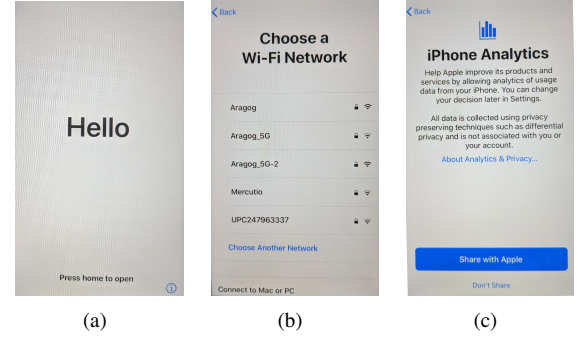 Hello
Press home to open
(a)
Back
Choose a
Wi-Fi Network
Aragog
Aragog_5G
Aragog_5G-2
Mercutio
UPC247963337
Choose Another Network
Connect to Mac or PC
(b)
Back
iPhone Analytics
Help Apple improve its products and
services by allowing analytics of usage
data from your iPhone. You can change
your decision later in Settings.
All data is collected using privacy
preserving techniques such as differential
privacy and is not associated with you or
your account.
About Analytics & Privacy...
Share with Apple
Don't Share
(c)